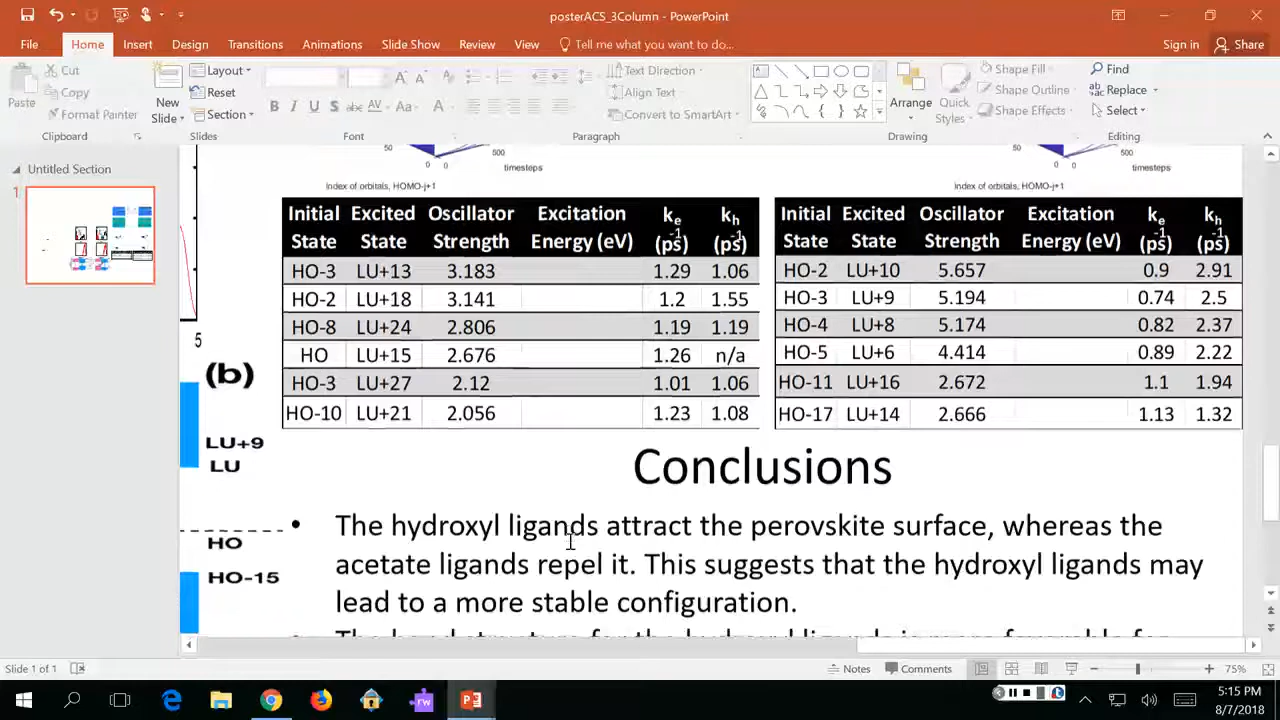 posterACS_3Column - PowerPoint
File Home Insert Design Transitions Animations Slide Show Review View Tell me what you want to do... Sign in Share
Paste
Cut
Copy
Format Painter
New Slide
Layout
Reset
Section
B I U S abc AV Aa A
Text Direction
Align Text
Convert to SmartArt
Arrange
Quick Styles
Shape Fill
Shape Outline
Shape Effects
Find
Replace
Select
Clipboard Slides Font Paragraph Drawing Editing
Untitled Section
1
50 0 0 500
timesteps
Index of orbitals, HOMO-j+1
50 0 0 500
timesteps
Index of orbitals, HOMO-j+1
Initial State Excited State Oscillator Strength Excitation Energy (eV) ke (ps)-1 kh (ps)-1
HO-3 LU+13 3.183 1.29 1.06
HO-2 LU+18 3.141 1.2 1.55
HO-8 LU+24 2.806 1.19 1.19
HO LU+15 2.676 1.26 n/a
HO-3 LU+27 2.12 1.01 1.06
HO-10 LU+21 2.056 1.23 1.08
Initial State Excited State Oscillator Strength Excitation Energy (eV) ke (ps)-1 kh (ps)-1
HO-2 LU+10 5.657 0.9 2.91
HO-3 LU+9 5.194 0.74 2.5
HO-4 LU+8 5.174 0.82 2.37
HO-5 LU+6 4.414 0.89 2.22
HO-11 LU+16 2.672 1.1 1.94
HO-17 LU+14 2.666 1.13 1.32
5
(b)
LU+9
LU
HO
HO-15
Conclusions
• The hydroxyl ligands attract the perovskite surface, whereas the
acetate ligands repel it. This suggests that the hydroxyl ligands may
lead to a more stable configuration.
Slide 1 of 1 Notes Comments 75%
rw
5:15 PM
8/7/2018